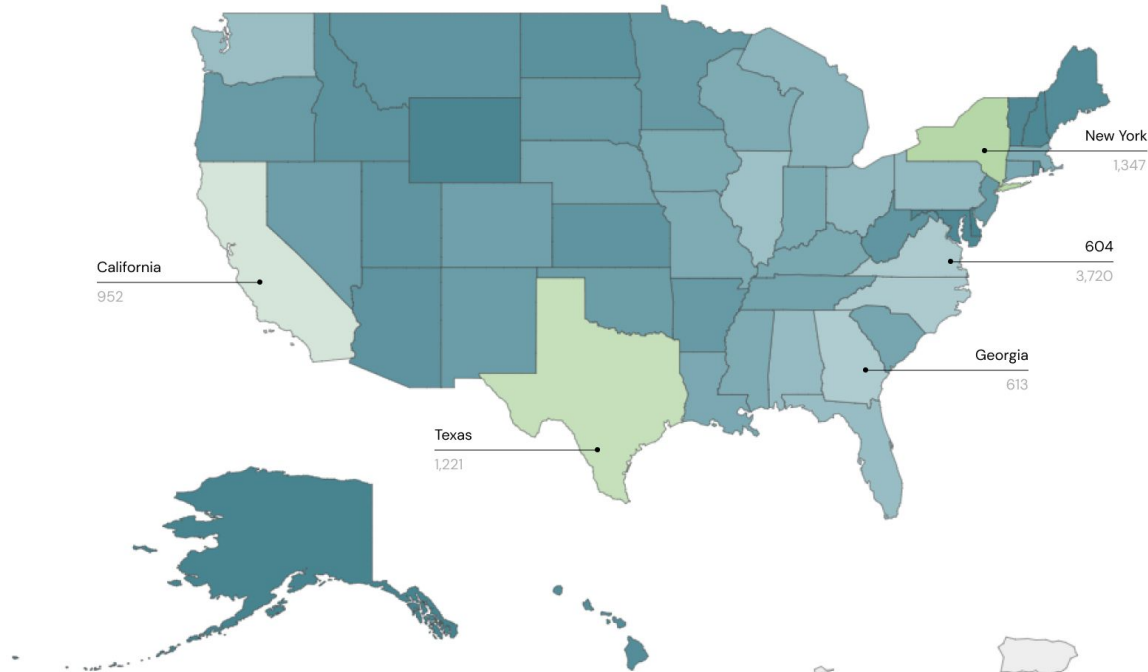 New York
1,347
604
3,720
California
952
Georgia
613
Texas
1,221